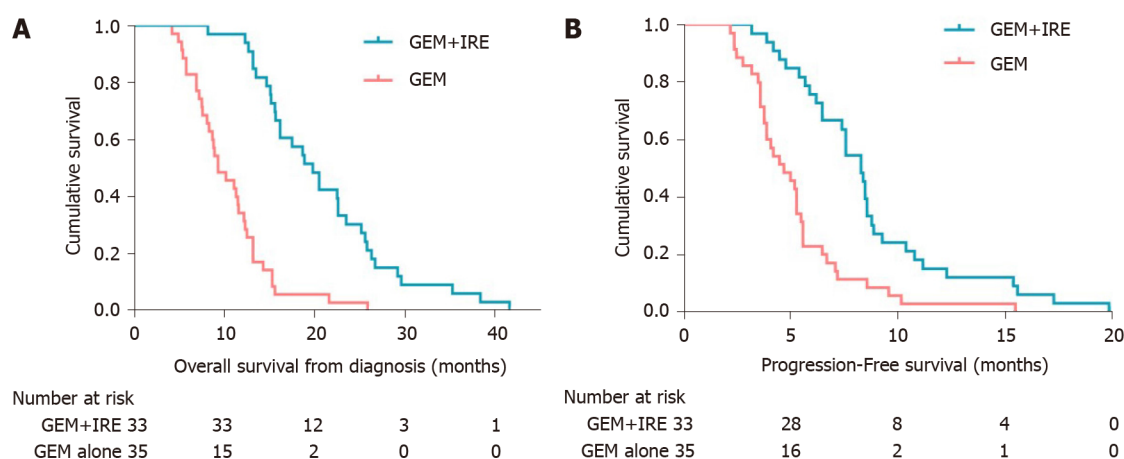 A
1.0
0.8
0.6
0.4
0.2
0.0
Cumulative survival
GEM+IRE
GEM
0 10 20 30 40
Overall survival from diagnosis (months)
Number at risk
GEM+IRE 33 33 12 3 1
GEM alone 35 15 2 0 0
B
1.0
0.8
0.6
0.4
0.2
0.0
Cumulative survival
GEM+IRE
GEM
0 5 10 15 20
Progression-Free survival (months)
Number at risk
GEM+IRE 33 28 8 4 0
GEM alone 35 16 2 1 0